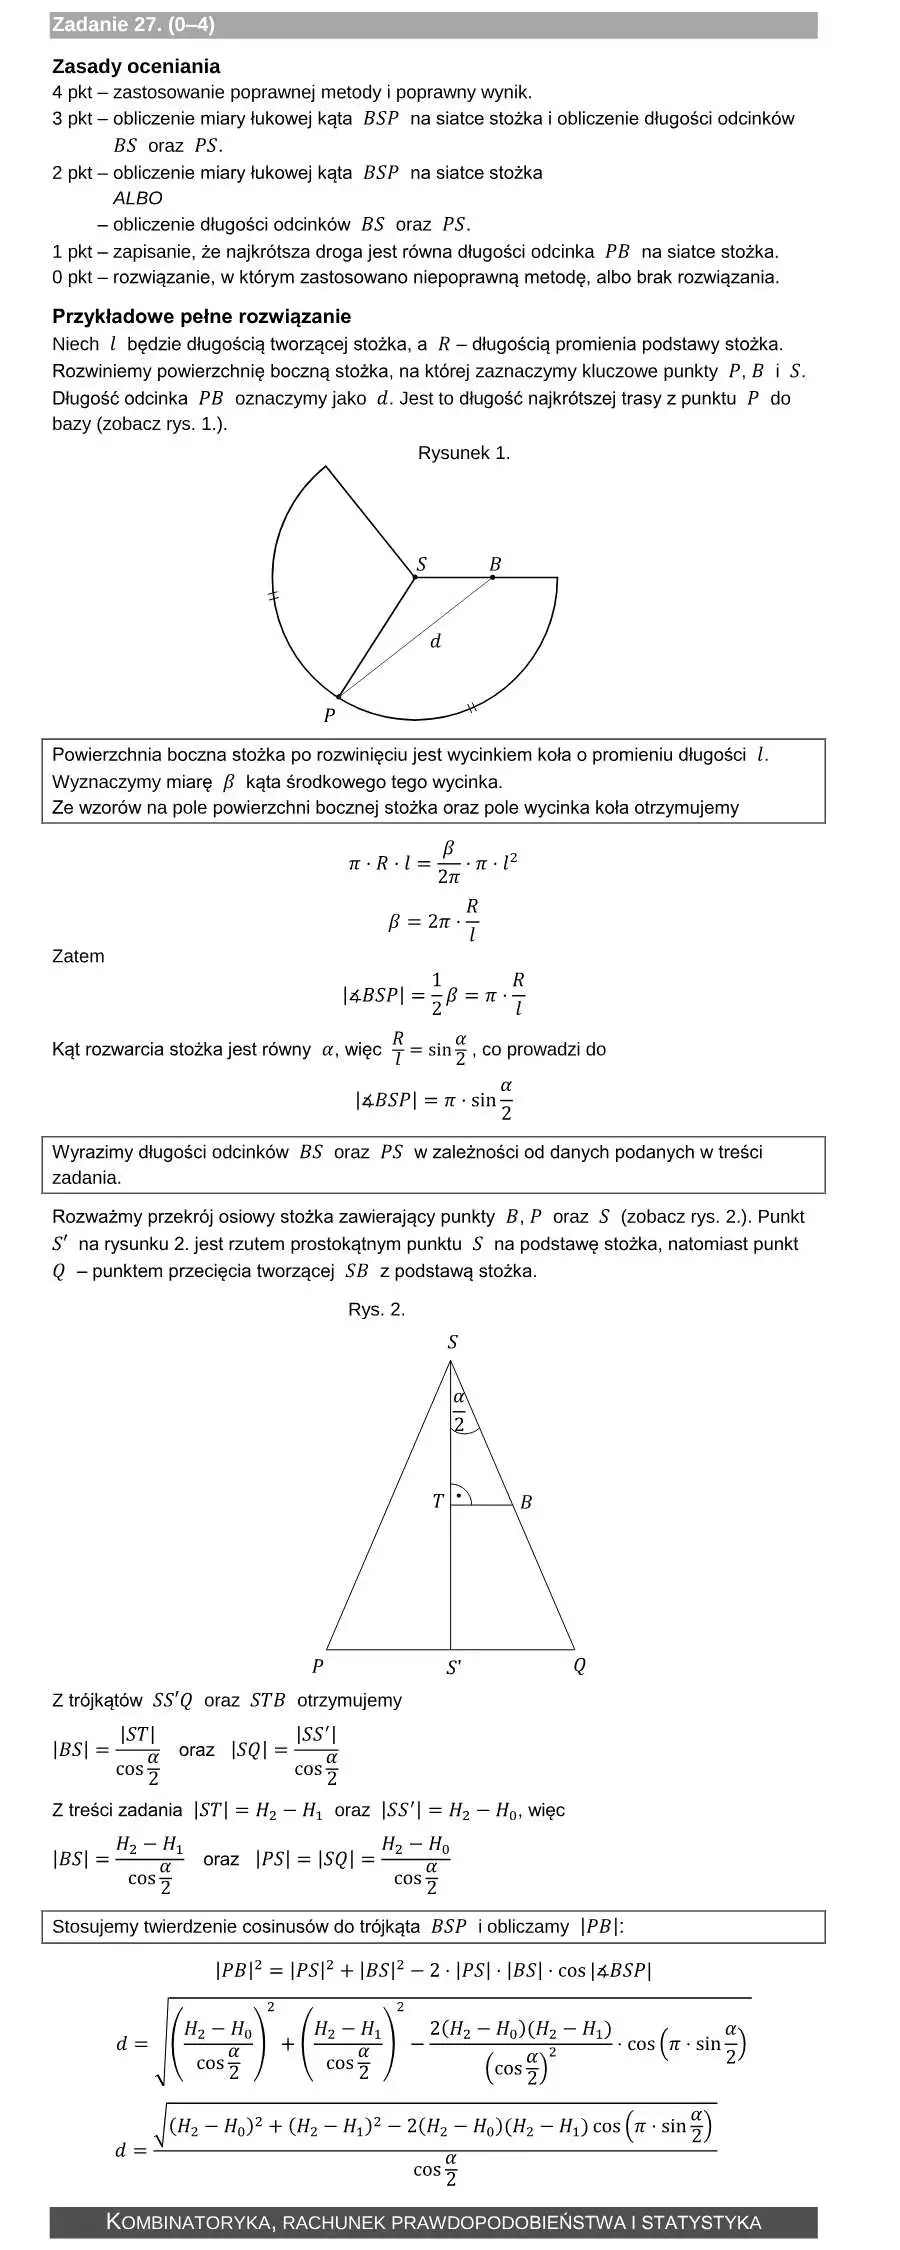 Zadanie 27. (0–4)
Zasady oceniania
4 pkt – zastosowanie poprawnej metody i poprawny wynik.
3 pkt – obliczenie miary łukowej kąta BSP na siatce stożka i obliczenie długości odcinków
BS oraz PS.
2 pkt – obliczenie miary łukowej kąta BSP na siatce stożka
ALBO
– obliczenie długości odcinków BS oraz PS.
1 pkt – zapisanie, że najkrótsza droga jest równa długości odcinka PB na siatce stożka.
0 pkt – rozwiązanie, w którym zastosowano niepoprawną metodę, albo brak rozwiązania.
Przykładowe pełne rozwiązanie
Niech l będzie długością tworzącej stożka, a R – długością promienia podstawy stożka.
Rozwiniemy powierzchnię boczną stożka, na której zaznaczymy kluczowe punkty P, B i S.
Długość odcinka PB oznaczymy jako d. Jest to długość najkrótszej trasy z punktu P do
bazy (zobacz rys. 1.).
Rysunek 1.
S B
d
P
Powierzchnia boczna stożka po rozwinięciu jest wycinkiem koła o promieniu długości l.
Wyznaczymy miarę β kąta środkowego tego wycinka.
Ze wzorów na pole powierzchni bocznej stożka oraz pole wycinka koła otrzymujemy
π · R · l = β/2π · π · l²
β = 2π · R/l
Zatem
|∡BSP| = 1/2 β = π · R/l
Kąt rozwarcia stożka jest równy α, więc R/l = sin α/2 , co prowadzi do
|∡BSP| = π · sin α/2
Wyrazimy długości odcinków BS oraz PS w zależności od danych podanych w treści
zadania.
Rozważmy przekrój osiowy stożka zawierający punkty B, P oraz S (zobacz rys. 2.). Punkt
S′ na rysunku 2. jest rzutem prostokątnym punktu S na podstawę stożka, natomiast punkt
Q – punktem przecięcia tworzącej SB z podstawą stożka.
Rys. 2.
S
α/2
T B
P S' Q
Z trójkątów SS′Q oraz STB otrzymujemy
|BS| = |ST|/cos α/2 oraz |SQ| = |SS′|/cos α/2
Z treści zadania |ST| = H₂ − H₁ oraz |SS′| = H₂ − H₀, więc
|BS| = (H₂ − H₁)/cos α/2 oraz |PS| = |SQ| = (H₂ − H₀)/cos α/2
Stosujemy twierdzenie cosinusów do trójkąta BSP i obliczamy |PB|:
|PB|² = |PS|² + |BS|² − 2 · |PS| · |BS| · cos |∡BSP|
d = √(((H₂ − H₀)/cos α/2)² + ((H₂ − H₁)/cos α/2)² − 2(H₂ − H₀)(H₂ − H₁)/(cos α/2)² · cos (π · sin α/2))
d = √((H₂ − H₀)² + (H₂ − H₁)² − 2(H₂ − H₀)(H₂ − H₁) cos (π · sin α/2))/cos α/2
KOMBINATORYKA, RACHUNEK PRAWDOPODOBIEŃSTWA I STATYSTYKA